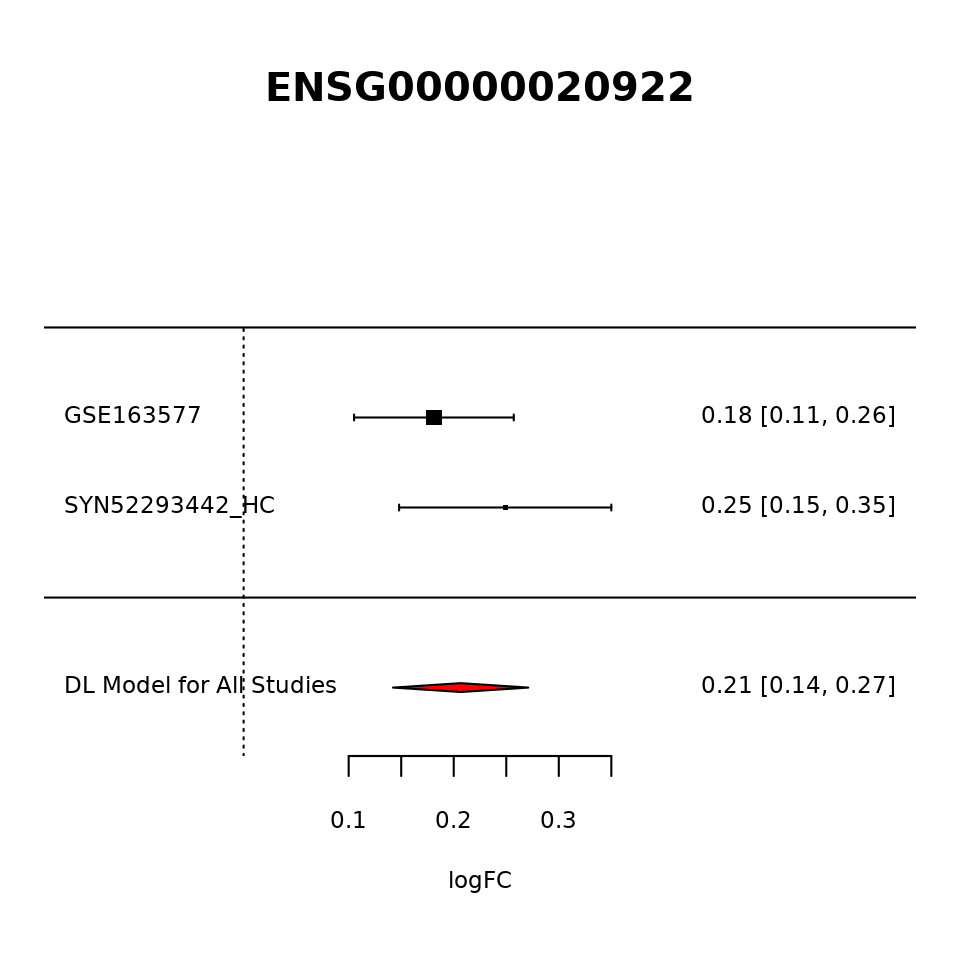 ENSG00000020922
GSE163577 0.18 [0.11, 0.26]
SYN52293442_HC 0.25 [0.15, 0.35]
DL Model for All Studies 0.21 [0.14, 0.27]
0.1 0.2 0.3
logFC